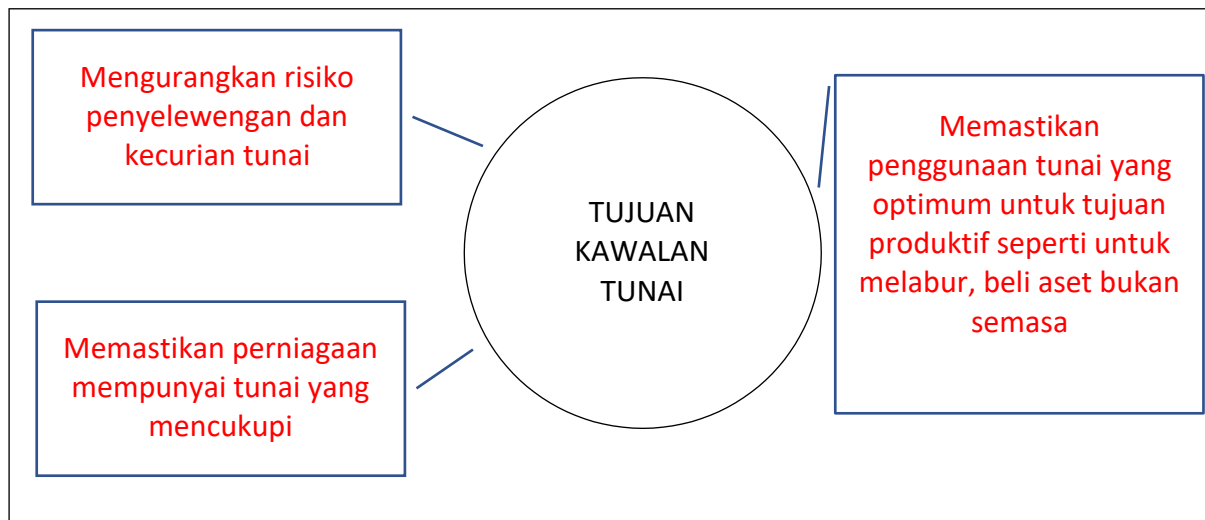 Mengurangkan risiko
penyelewengan dan
kecurian tunai
Memastikan perniagaan
mempunyai tunai yang
mencukupi
TUJUAN
KAWALAN
TUNAI
Memastikan
penggunaan tunai yang
optimum untuk tujuan
produktif seperti untuk
melabur, beli aset bukan
semasa